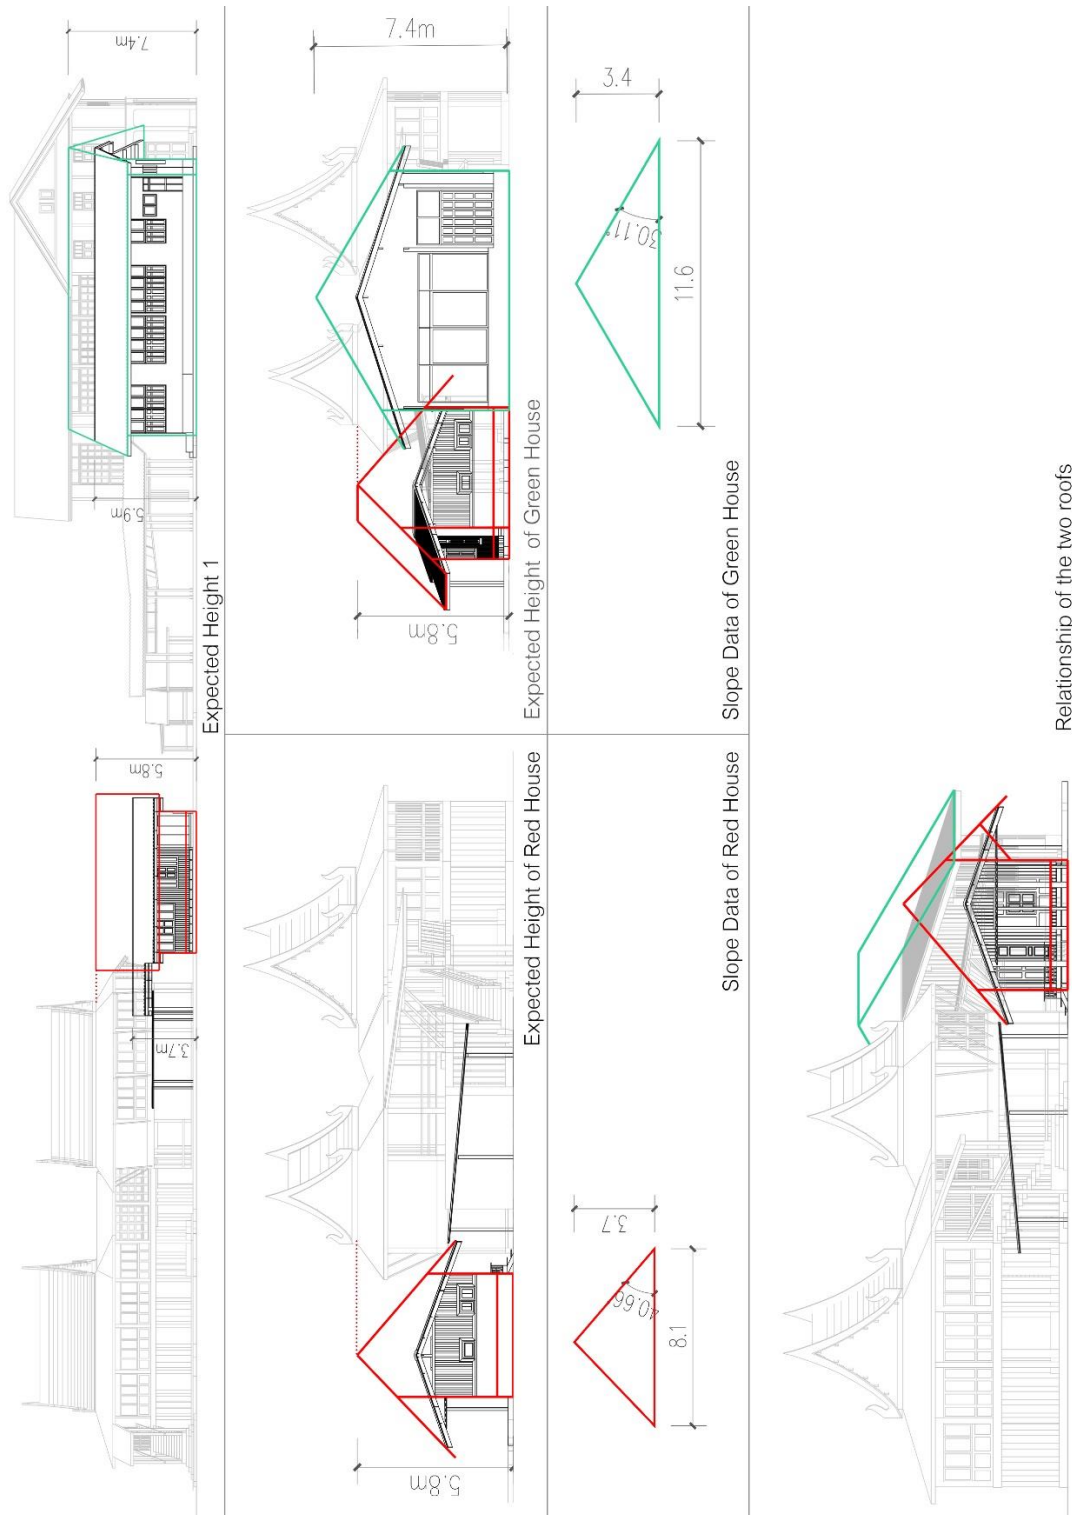 7.4m
5.9m
5.8m
3.7m
Expected Height 1
7.4m
5.8m
Expected Height of Green House
5.8m
Expected Height of Red House
3.4
30.11°
11.6
Slope Data of Green House
3.7
40.66
8.1
Slope Data of Red House
Relationship of the two roofs